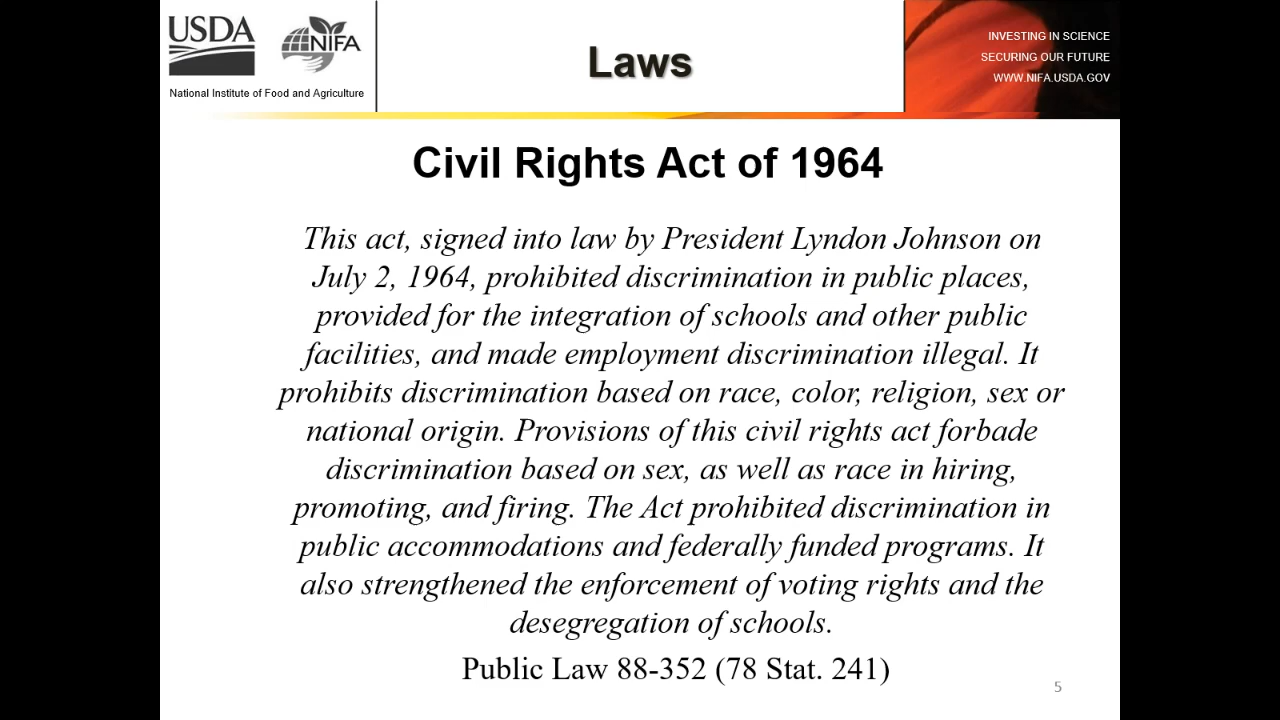 USDA
NIFA
National Institute of Food and Agriculture
Laws
INVESTING IN SCIENCE
SECURING OUR FUTURE
WWW.NIFA.USDA.GOV
Civil Rights Act of 1964
This act, signed into law by President Lyndon Johnson on
July 2, 1964, prohibited discrimination in public places,
provided for the integration of schools and other public
facilities, and made employment discrimination illegal. It
prohibits discrimination based on race, color, religion, sex or
national origin. Provisions of this civil rights act forbade
discrimination based on sex, as well as race in hiring,
promoting, and firing. The Act prohibited discrimination in
public accommodations and federally funded programs. It
also strengthened the enforcement of voting rights and the
desegregation of schools.
Public Law 88-352 (78 Stat. 241)
5